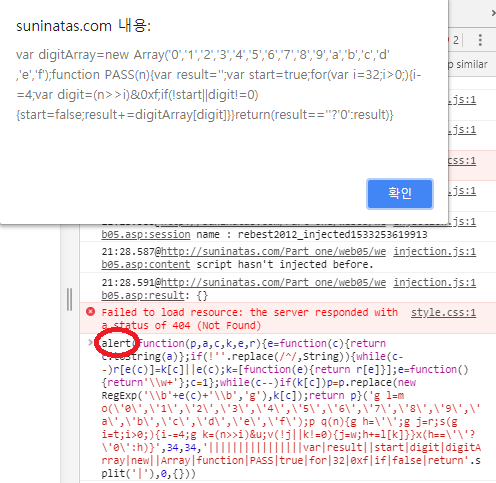 suninatas.com 내용:
var digitArray=new Array('0','1','2','3','4','5','6','7','8','9','a','b','c','d
,'e','f');function PASS(n){var result='';var start=true;for(var i=32;i>0;){i-
=4;var digit=(n>>i)&0xf;if(!start||digit!=0)
{start=false;result+=digitArray[digit]}}return(result==''?'0':result)}
확인
2
p similar
.js:1
.js:1
.css:1
.js:1
injection.js:1
b05.asp:session name : rebest2012_injected1533253619913
21:28.587@http://suninatas.com/Part_one/web05/we injection.js:1
b05.asp:content script hasn't injected before.
21:28.591@http://suninatas.com/Part_one/web05/we injection.js:1
b05.asp:result: {}
Failed to load resource: the server responded with style.css:1
a status of 404 (Not Found)
> alert(function(p,a,c,k,e,r){e=function(c){return
c.toString(a)};if(!''.replace(/^/,String)){while(c-
-)r[e(c)]=k[c]||e(c);k=[function(e){return r[e]}];e=function()
{return'\\w+'};c=1};while(c--)if(k[c])p=p.replace(new
RegExp('\\b'+e(c)+'\\b','g'),k[c]);return p}('g l=m
o(\'0\',\'1\',\'2\',\'3\',\'4\',\'5\',\'6\',\'7\',\'8\',\'9\',\'
a\',\'b\',\'c\',\'d\',\'e\',\'f\');p q(n){g h=\'\';g j=r;s(g
i=t;i>0;){i-=4;g k=(n>>i)&u;v(!j||k!=0){j=w;h+=l[k]}}x(h==\'\'?
\'0\':h)}',34,34,'||||||||||||||||var|result||start|digit|digitA
rray|new||Array|function|PASS|true|for|32|0xf|if|false|return'.s
plit('|'),0,{}))